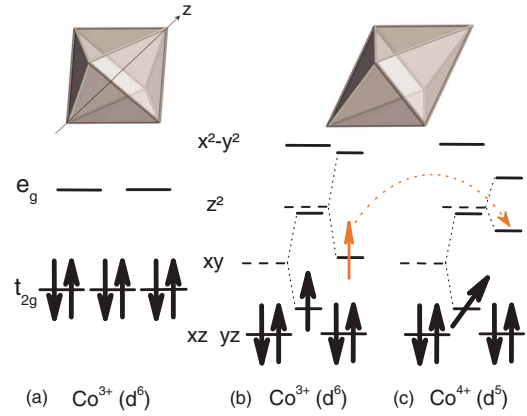 z
x²-y²
e_g
z²
xy
t_2g
xz yz
(a) Co³⁺ (d⁶)
(b) Co³⁺ (d⁶)
(c) Co⁴⁺ (d⁵)